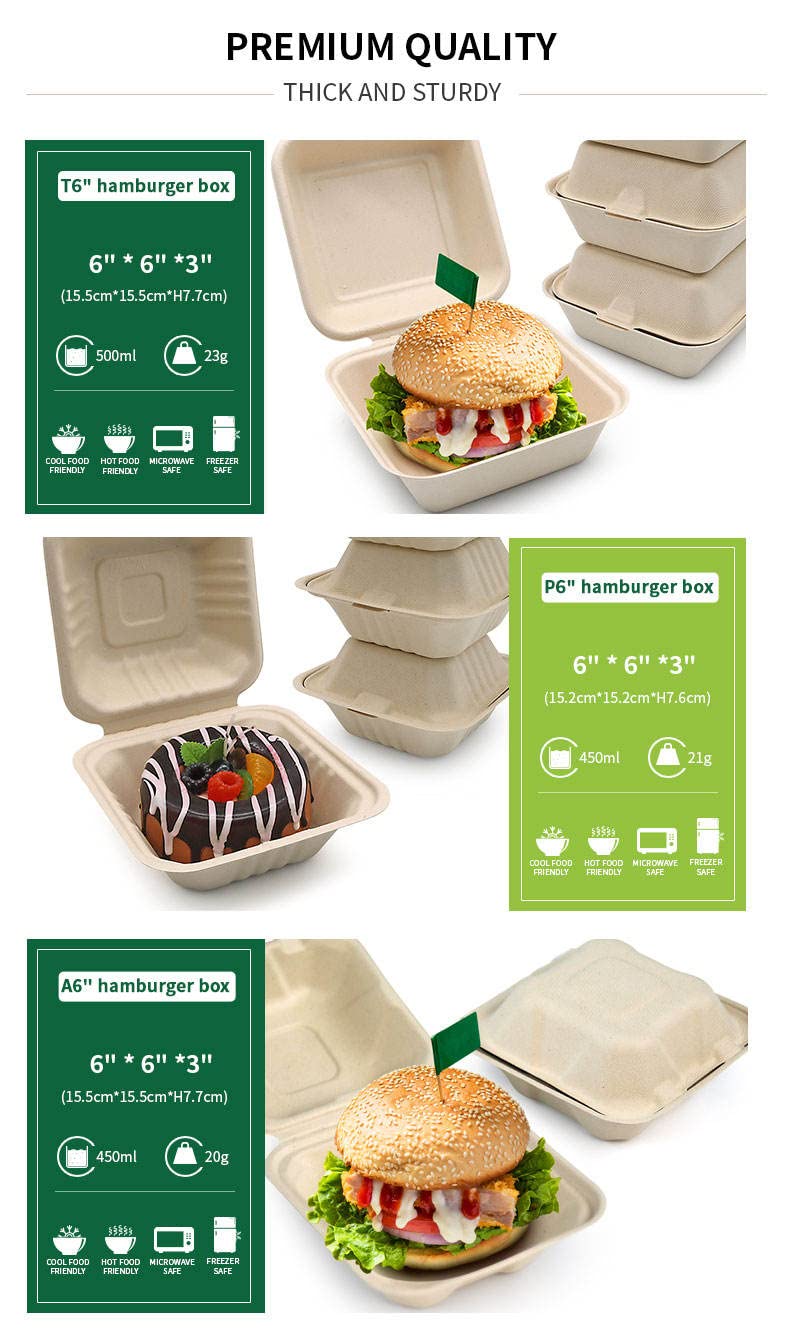 PREMIUM QUALITY
THICK AND STURDY
T6" hamburger box
6" * 6" *3"
(15.5cm*15.5cm*H7.7cm)
500ml 23g
COOL FOOD FRIENDLY
HOT FOOD FRIENDLY
MICROWAVE SAFE
FREEZER SAFE
P6" hamburger box
6" * 6" *3"
(15.2cm*15.2cm*H7.6cm)
450ml 21g
COOL FOOD FRIENDLY
HOT FOOD FRIENDLY
MICROWAVE SAFE
FREEZER SAFE
A6" hamburger box
6" * 6" *3"
(15.5cm*15.5cm*H7.7cm)
450ml 20g
COOL FOOD FRIENDLY
HOT FOOD FRIENDLY
MICROWAVE SAFE
FREEZER SAFE